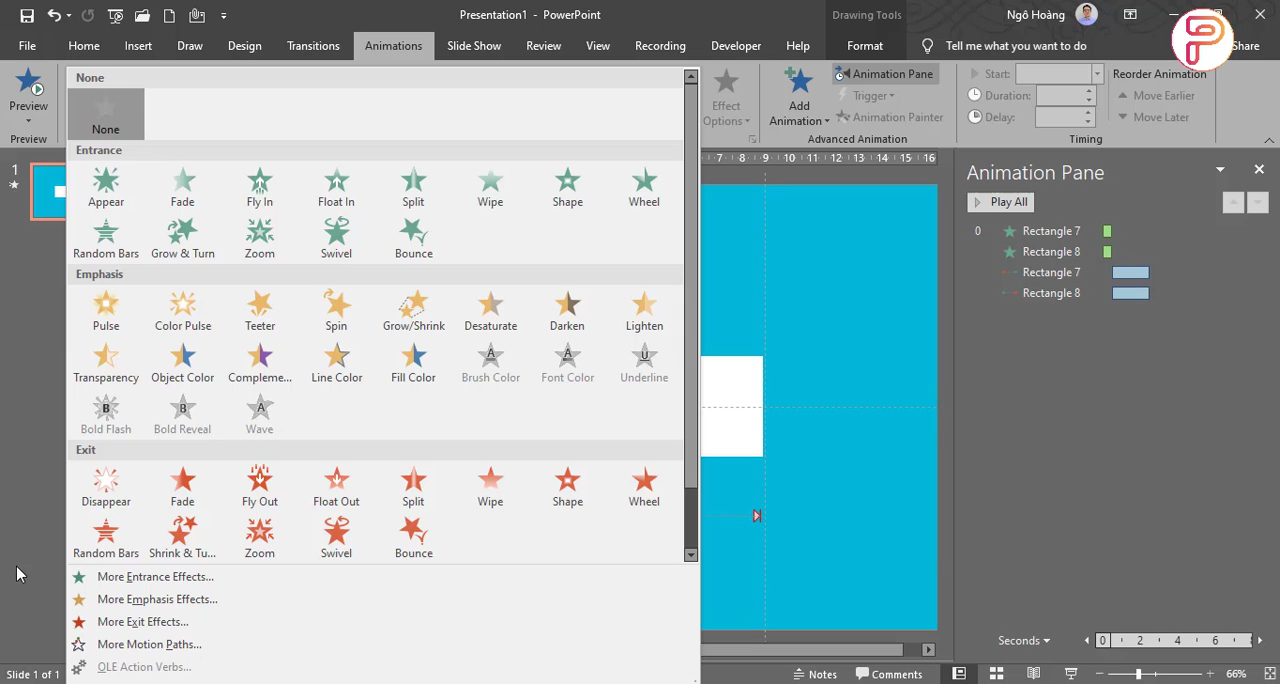 Presentation1 - PowerPoint
Drawing Tools
Ngô Hoàng
File Home Insert Draw Design Transitions Animations Slide Show Review View Recording Developer Help Format Tell me what you want to do Share
Preview
Preview
None
None
Entrance
Appear Fade Fly In Float In Split Wipe Shape Wheel
Random Bars Grow & Turn Zoom Swivel Bounce
Emphasis
Pulse Color Pulse Teeter Spin Grow/Shrink Desaturate Darken Lighten
Transparency Object Color Compleme... Line Color Fill Color Brush Color Font Color Underline
Bold Flash Bold Reveal Wave
Exit
Disappear Fade Fly Out Float Out Split Wipe Shape Wheel
Random Bars Shrink & Tu... Zoom Swivel Bounce
More Entrance Effects...
More Emphasis Effects...
More Exit Effects...
More Motion Paths...
OLE Action Verbs...
Effect
Options
Add
Animation
Animation Pane
Trigger
Animation Painter
Advanced Animation
Start:
Duration:
Delay:
Timing
Reorder Animation
Move Earlier
Move Later
7 8 9 10 11 12 13 14 15 16
1
Animation Pane
Play All
0 Rectangle 7
Rectangle 8
Rectangle 7
Rectangle 8
Seconds 0 2 4 6
Slide 1 of 1 Notes Comments 66%